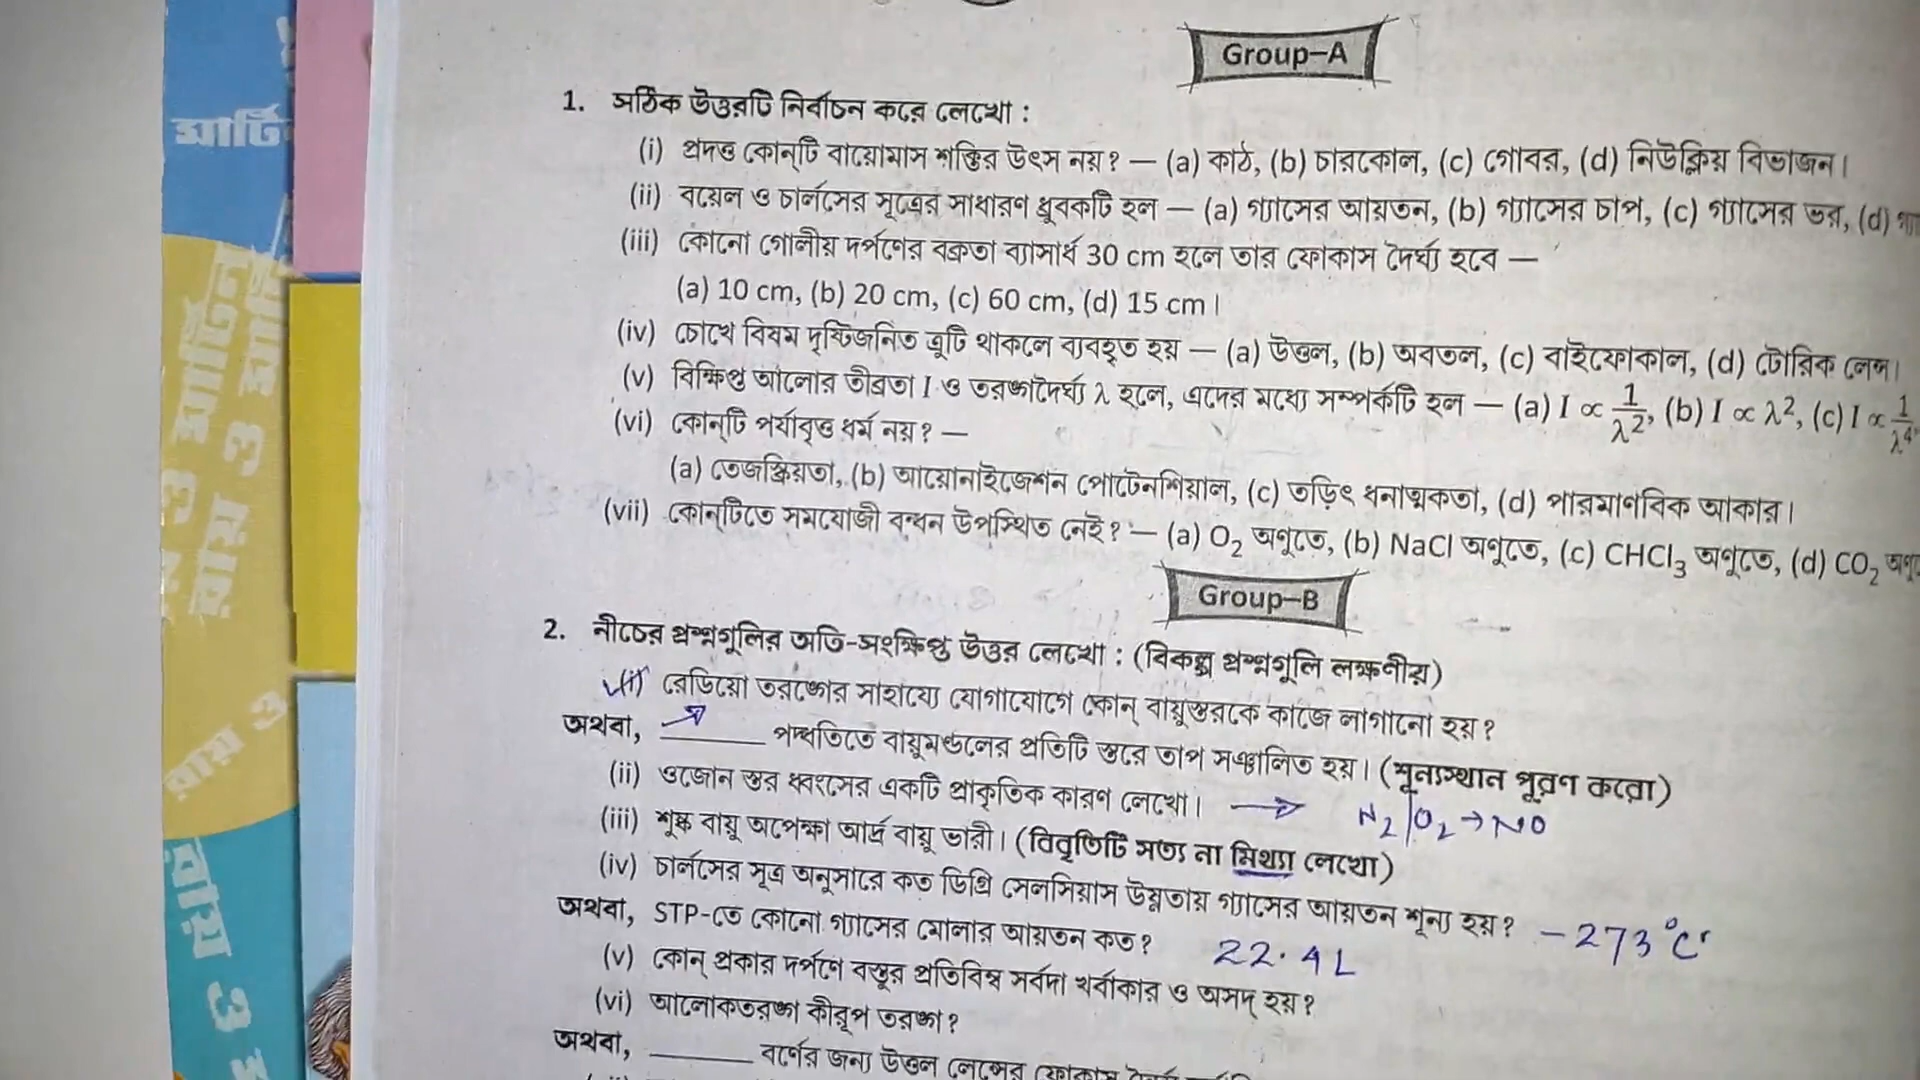 Group–A
1. সঠিক উত্তরটি নির্বাচন করে লেখো :
(i) প্রদত্ত কোন্‌টি বায়োমাস শক্তির উৎস নয়? — (a) কাঠ, (b) চারকোল, (c) গোবর, (d) নিউক্লিয় বিভাজন।
(ii) বয়েল ও চার্লসের সূত্রের সাধারণ ধ্রুবকটি হল — (a) গ্যাসের আয়তন, (b) গ্যাসের চাপ, (c) গ্যাসের ভর, (d)
(iii) কোনো গোলীয় দর্পণের বক্রতা ব্যাসার্ধ 30 cm হলে তার ফোকাস দৈর্ঘ্য হবে —
(a) 10 cm, (b) 20 cm, (c) 60 cm, (d) 15 cm।
(iv) চোখে বিষম দৃষ্টিজনিত ত্রুটি থাকলে ব্যবহৃত হয় — (a) উত্তল, (b) অবতল, (c) বাইফোকাল, (d) টোরিক লেন্স।
(v) বিক্ষিপ্ত আলোর তীব্রতা I ও তরঙ্গদৈর্ঘ্য λ হলে, এদের মধ্যে সম্পর্কটি হল — (a) I ∝ 1/λ², (b) I ∝ λ², (c) I ∝ 1/λ⁴,
(vi) কোন্‌টি পর্যাবৃত্ত ধর্ম নয়? —
(a) তেজস্ক্রিয়তা, (b) আয়োনাইজেশন পোটেনশিয়াল, (c) তড়িৎ ধনাত্মকতা, (d) পারমাণবিক আকার।
(vii) কোন্‌টিতে সমযোজী বন্ধন উপস্থিত নেই? — (a) O₂ অণুতে, (b) NaCl অণুতে, (c) CHCl₃ অণুতে, (d) CO₂
Group–B
2. নীচের প্রশ্নগুলির অতি-সংক্ষিপ্ত উত্তর লেখো : (বিকল্প প্রশ্নগুলি লক্ষণীয়)
(i) রেডিয়ো তরঙ্গের সাহায্যে যোগাযোগে কোন্ বায়ুস্তরকে কাজে লাগানো হয়?
অথবা, ______ পদ্ধতিতে বায়ুমণ্ডলের প্রতিটি স্তরে তাপ সঞ্চালিত হয়। (শূন্যস্থান পূরণ করো)
(ii) ওজোন স্তর ধ্বংসের একটি প্রাকৃতিক কারণ লেখো। → N₂/O₂→NO
(iii) শুষ্ক বায়ু অপেক্ষা আর্দ্র বায়ু ভারী। (বিবৃতিটি সত্য না মিথ্যা লেখো)
(iv) চার্লসের সূত্র অনুসারে কত ডিগ্রি সেলসিয়াস উষ্ণতায় গ্যাসের আয়তন শূন্য হয়? −273°C
অথবা, STP-তে কোনো গ্যাসের মোলার আয়তন কত? 22.4L
(v) কোন্ প্রকার দর্পণে বস্তুর প্রতিবিম্ব সর্বদা খর্বাকার ও অসদ্ হয়?
(vi) আলোকতরঙ্গ কীরূপ তরঙ্গ?
অথবা, ______ বর্ণের জন্য উত্তল লেন্সের ফোকাস